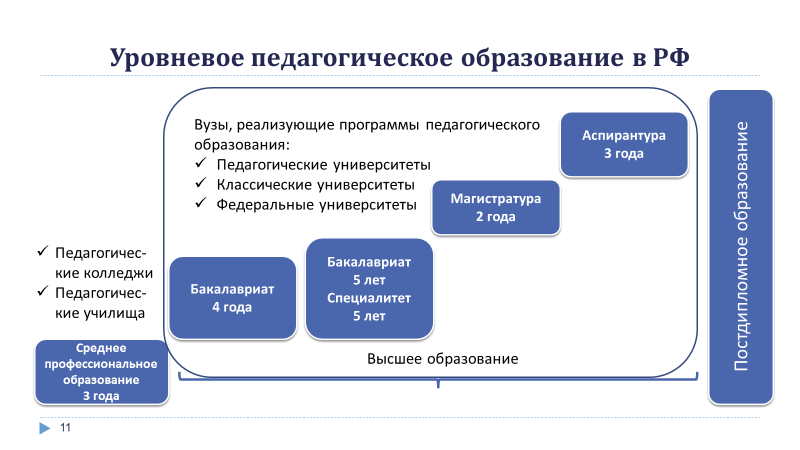 Уровневое педагогическое образование в РФ
Вузы, реализующие программы педагогического
образования:
✓ Педагогические университеты
✓ Классические университеты
✓ Федеральные университеты
Аспирантура
3 года
Магистратура
2 года
✓ Педагогичес-
кие колледжи
✓ Педагогичес-
кие училища
Бакалавриат
4 года
Бакалавриат
5 лет
Специалитет
5 лет
Среднее
профессиональное
образование
3 года
Высшее образование
Постдипломное образование
11